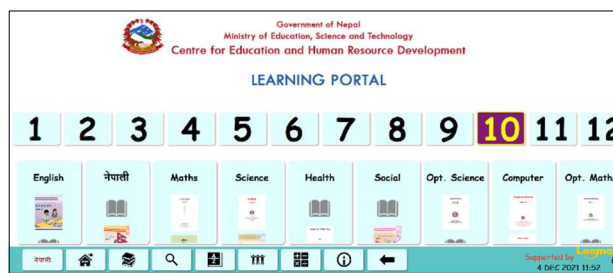 Government of Nepal
Ministry of Education, Science and Technology
Centre for Education and Human Resource Development
LEARNING PORTAL
1 2 3 4 5 6 7 8 9 10 11 12
English नेपाली Maths Science Health Social Opt. Science Computer Opt. Math
नेपाली
Supported by
4 DEC 2021 11:52